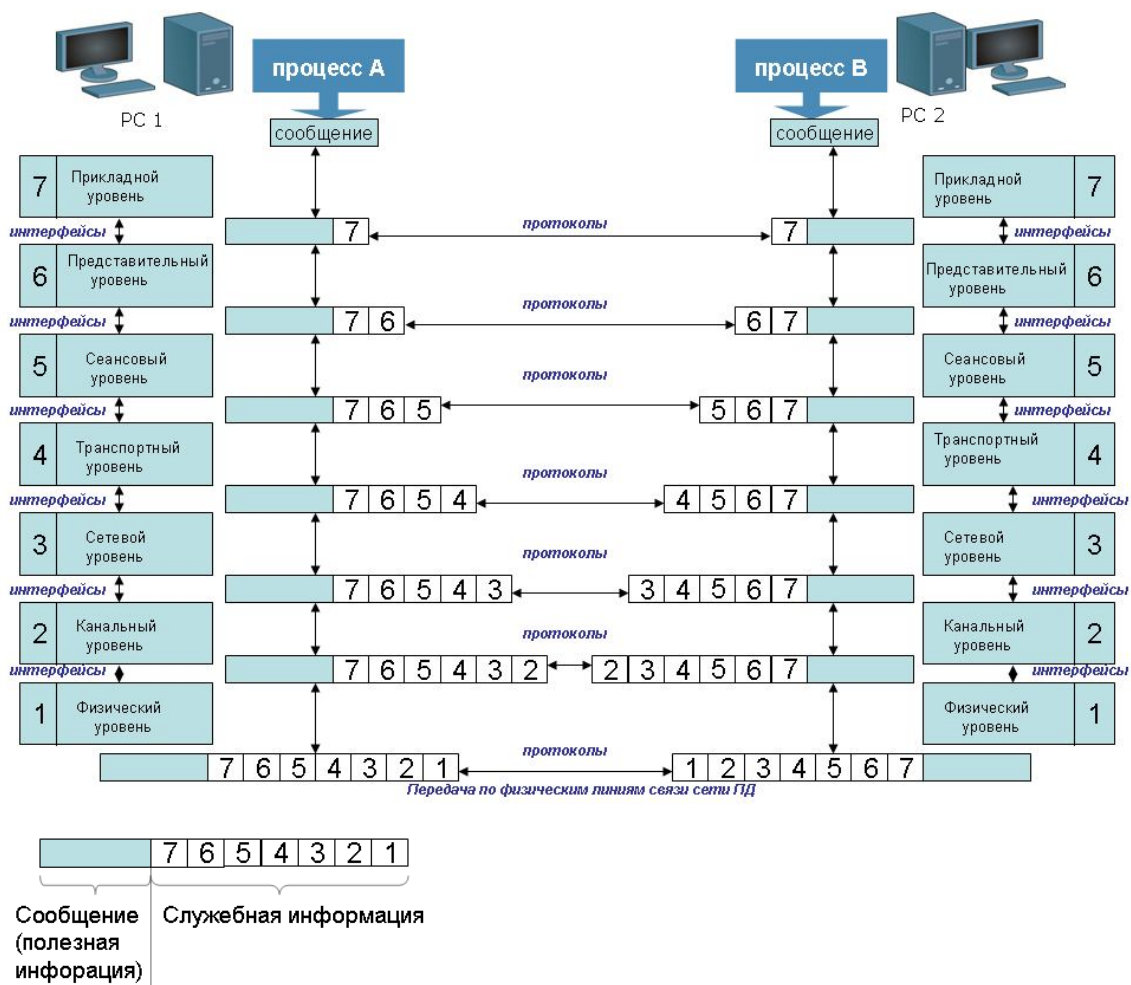 процесс А
процесс В
PC 1
PC 2
сообщение
сообщение
7 Прикладной
уровень
Прикладной 7
уровень
7
протоколы
7
интерфейсы
интерфейсы
6 Представительный
уровень
Представительный 6
уровень
7 6
протоколы
6 7
интерфейсы
интерфейсы
5 Сеансовый
уровень
Сеансовый 5
уровень
протоколы
7 6 5
5 6 7
интерфейсы
интерфейсы
4 Транспортный
уровень
Транспортный 4
уровень
протоколы
7 6 5 4
4 5 6 7
интерфейсы
интерфейсы
3 Сетевой
уровень
Сетевой 3
уровень
протоколы
7 6 5 4 3
3 4 5 6 7
интерфейсы
интерфейсы
2 Канальный
уровень
Канальный 2
уровень
протоколы
7 6 5 4 3 2
2 3 4 5 6 7
интерфейсы
интерфейсы
1 Физический
уровень
Физический 1
уровень
протоколы
7 6 5 4 3 2 1
1 2 3 4 5 6 7
Передача по физическим линиям связи сети ПД
7 6 5 4 3 2 1
Сообщение
(полезная
инфорация)
Служебная информация